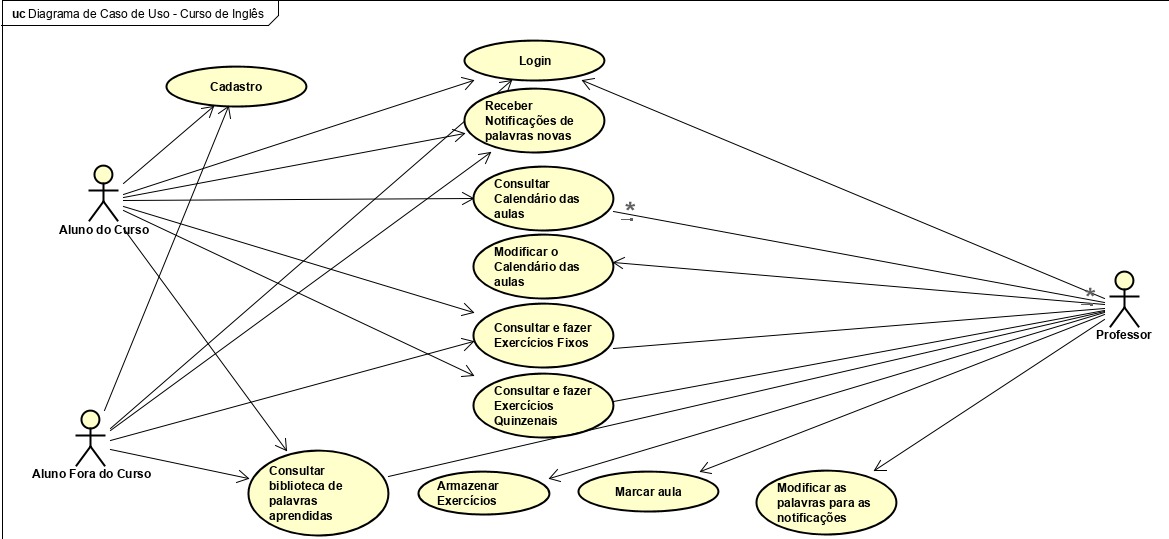 uc Diagrama de Caso de Uso - Curso de Inglês
Login
Cadastro
Receber
Notificações de
palavras novas
Consultar
Calendário das
aulas
*
Aluno do Curso
Modificar o
Calendário das
aulas
*
Professor
Consultar e fazer
Exercícios Fixos
Consultar e fazer
Exercícios
Quinzenais
Aluno Fora do Curso
Consultar
biblioteca de
palavras
aprendidas
Armazenar
Exercícios
Marcar aula
Modificar as
palavras para as
notificações